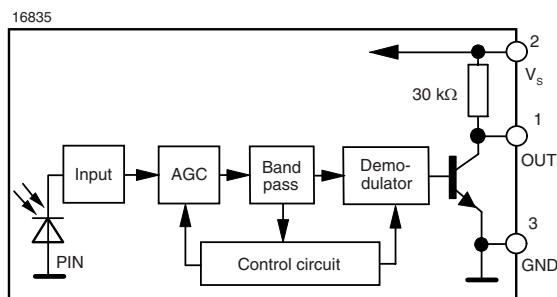 16835
2
V_S
30 kΩ
1
OUT
Input
AGC
Band
pass
Demo-
dulator
PIN
Control circuit
3
GND